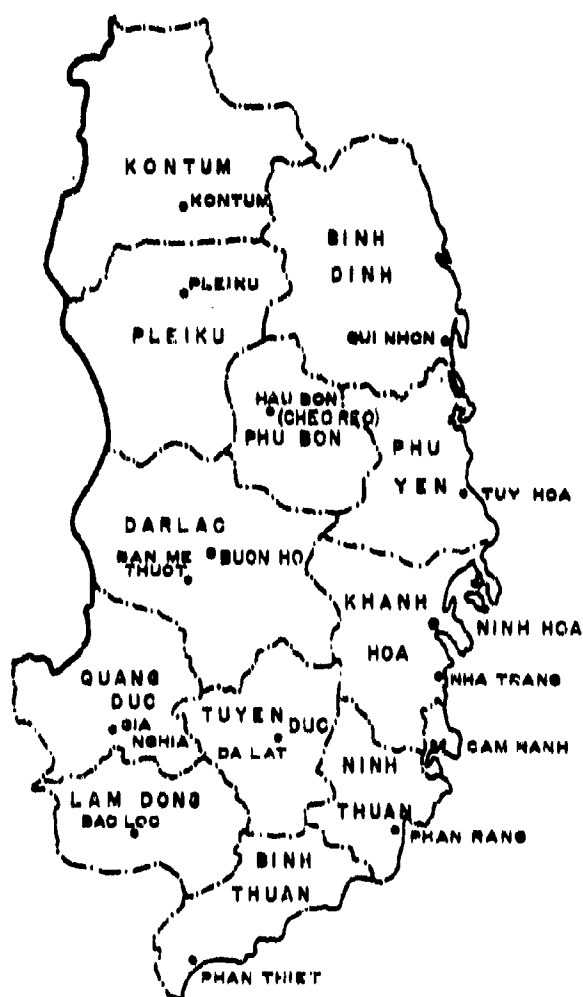 KONTUM
KONTUM
BINH
DINH
PLEIKU
PLEIKU
QUI NHON
HAU BON
(CHEO REO)
PHU BON
PHU
YEN
TUY HOA
DARLAC
BAN ME
THUOT
BUON HO
KHANH
HOA
NINH HOA
NHA TRANG
QUANG
DUC
GIA
NGHIA
TUYEN
DUC
DA LAT
CAM RANH
NINH
THUAN
PHAN RANG
LAM DONG
BAO LOC
BINH
THUAN
PHAN THIET